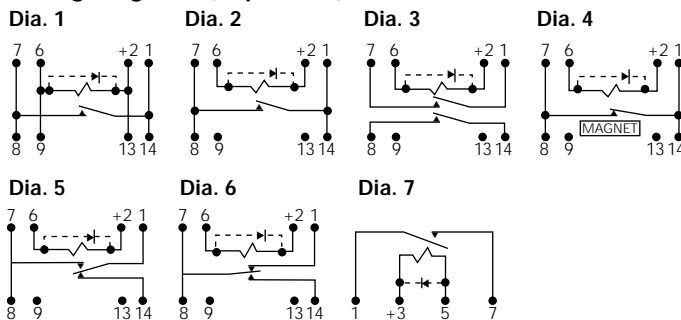 Dia. 1 Dia. 2 Dia. 3 Dia. 4
7 6 +2 1 7 6 +2 1 7 6 +2 1 7 6 +2 1
MAGNET
8 9 13 14 8 9 13 14 8 9 13 14 8 9 13 14
Dia. 5 Dia. 6 Dia. 7
7 6 +2 1 7 6 +2 1
8 9 13 14 8 9 13 14 1 +3 5 7